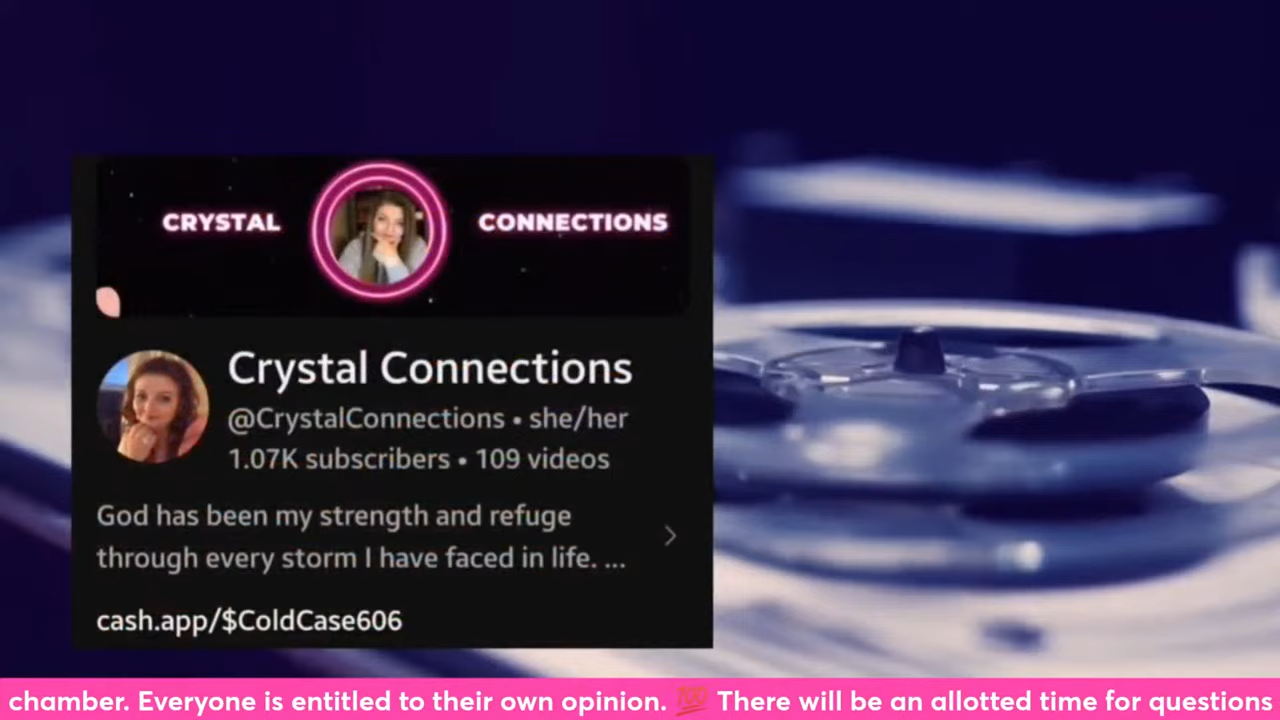 CRYSTAL CONNECTIONS
Crystal Connections
@CrystalConnections • she/her
1.07K subscribers • 109 videos
God has been my strength and refuge
through every storm I have faced in life. ...
cash.app/$ColdCase606
chamber. Everyone is entitled to their own opinion. 💯 There will be an allotted time for questions